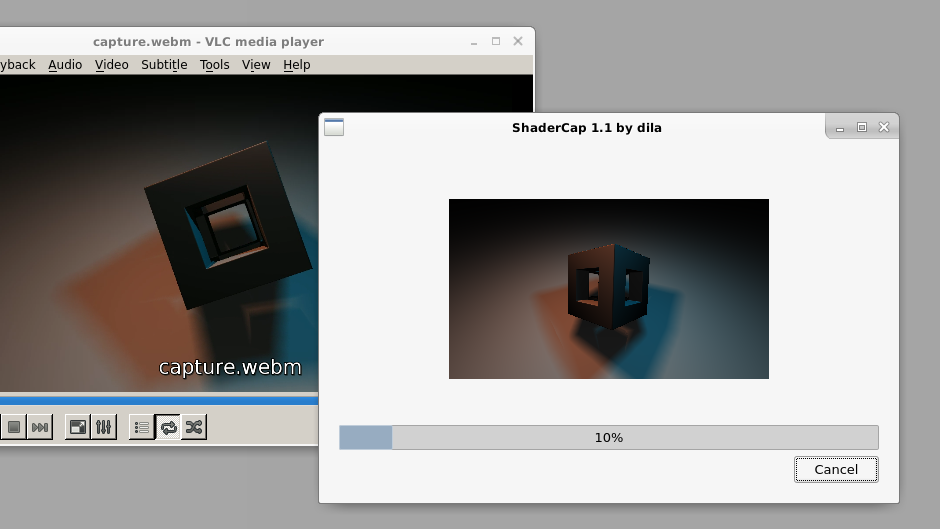 capture.webm - VLC media player
yback Audio Video Subtitle Tools View Help
capture.webm
ShaderCap 1.1 by dila
10%
Cancel